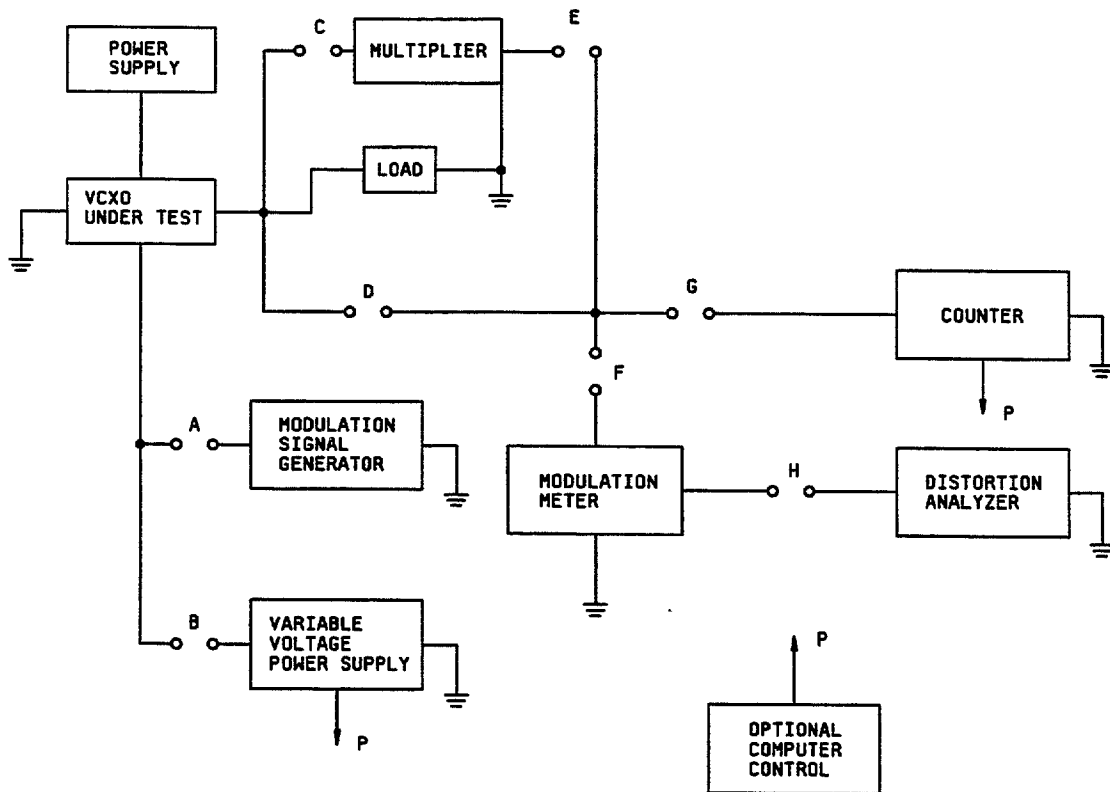 C
E
POWER
SUPPLY
MULTIPLIER
LOAD
VCXO
UNDER TEST
D
G
COUNTER
F
P
A
MODULATION
SIGNAL
GENERATOR
MODULATION
METER
H
DISTORTION
ANALYZER
B
VARIABLE
VOLTAGE
POWER SUPPLY
P
P
OPTIONAL
COMPUTER
CONTROL